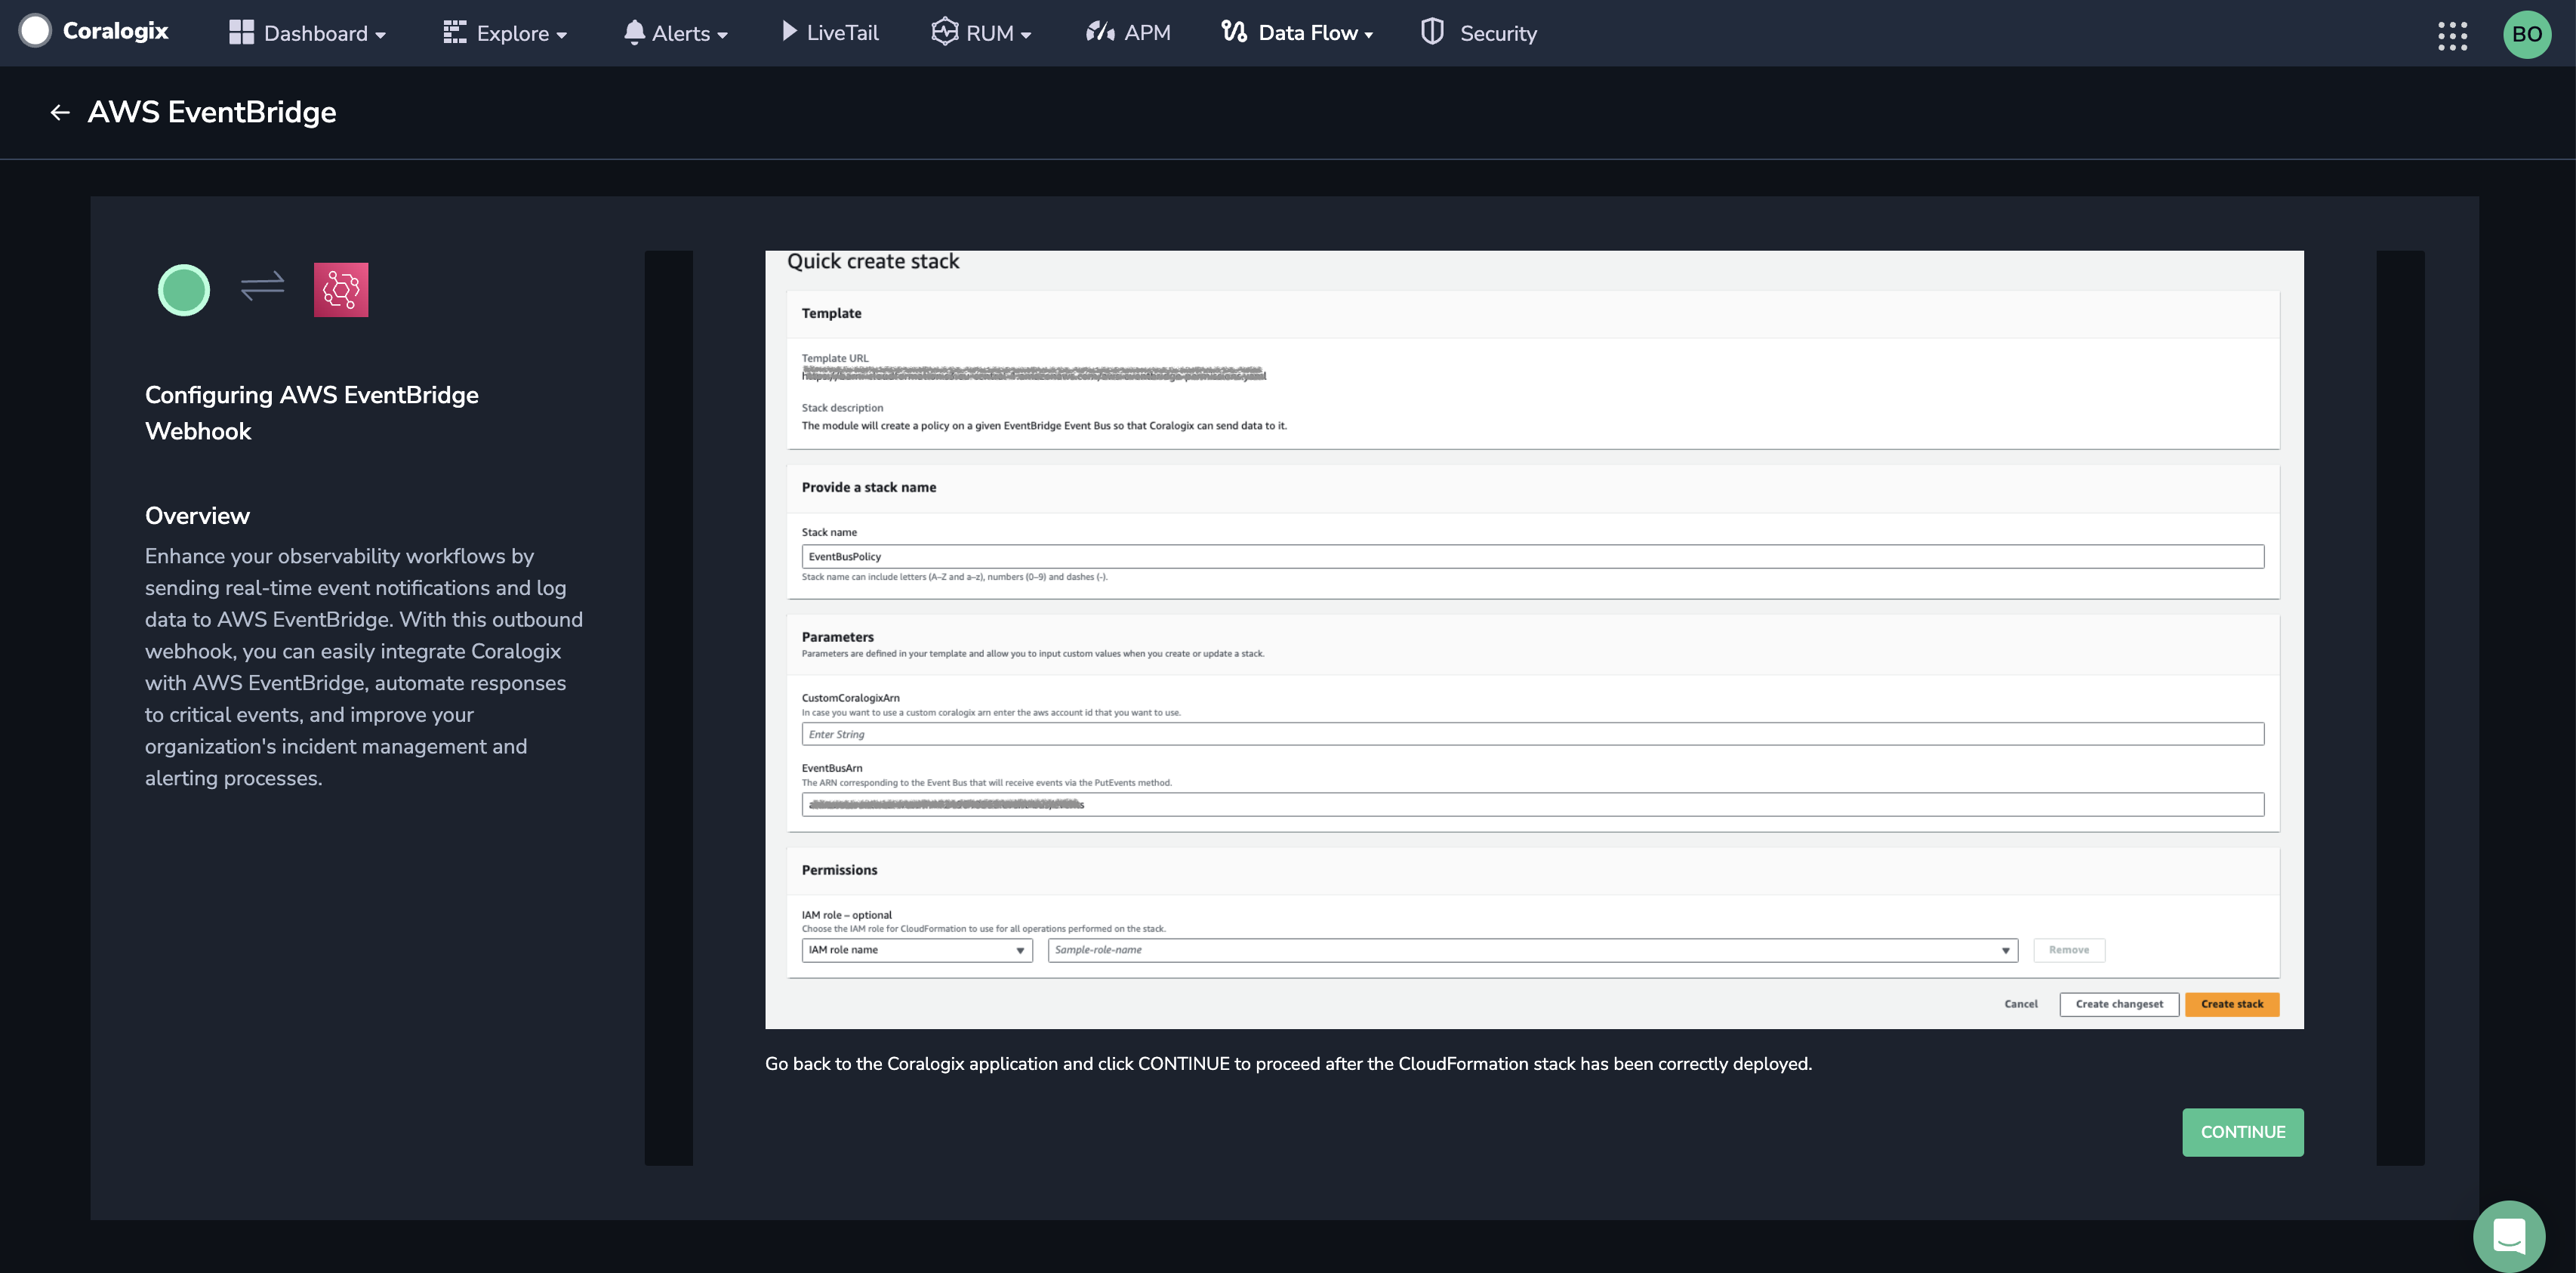 Coralogix
Dashboard
Explore
Alerts
LiveTail
RUM
APM
Data Flow
Security
BO
AWS EventBridge
Configuring AWS EventBridge
Webhook
Overview
Enhance your observability workflows by
sending real-time event notifications and log
data to AWS EventBridge. With this outbound
webhook, you can easily integrate Coralogix
with AWS EventBridge, automate responses
to critical events, and improve your
organization's incident management and
alerting processes.
Quick create stack
Template
Template URL
Stack description
The module will create a policy on a given EventBridge Event Bus so that Coralogix can send data to it.
Provide a stack name
Stack name
EventBusPolicy
Stack name can include letters (A-Z and a-z), numbers (0-9) and dashes (-).
Parameters
Parameters are defined in your template and allow you to input custom values when you create or update a stack.
CustomCoralogixArn
In case you want to use a custom coralogix arn enter the aws account id that you want to use.
Enter String
EventBusArn
The ARN corresponding to the Event Bus that will receive events via the PutEvents method.
Permissions
IAM role – optional
Choose the IAM role for CloudFormation to use for all operations performed on the stack.
IAM role name
Sample-role-name
Remove
Cancel
Create changeset
Create stack
Go back to the Coralogix application and click CONTINUE to proceed after the CloudFormation stack has been correctly deployed.
CONTINUE